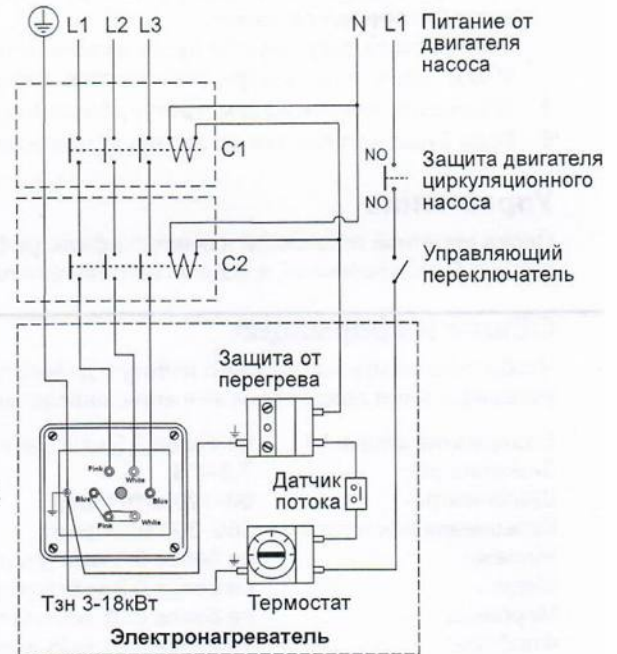 L1 L2 L3
N L1
Питание от
двигателя
насоса
C1
NO
NO
Защита двигателя
циркуляционного
насоса
C2
Управляющий
переключатель
Защита от
перегрева
Датчик
потока
Pink
White
Blue
Blue
Pink
White
Тэн 3-18кВт
Термостат
Электронагреватель